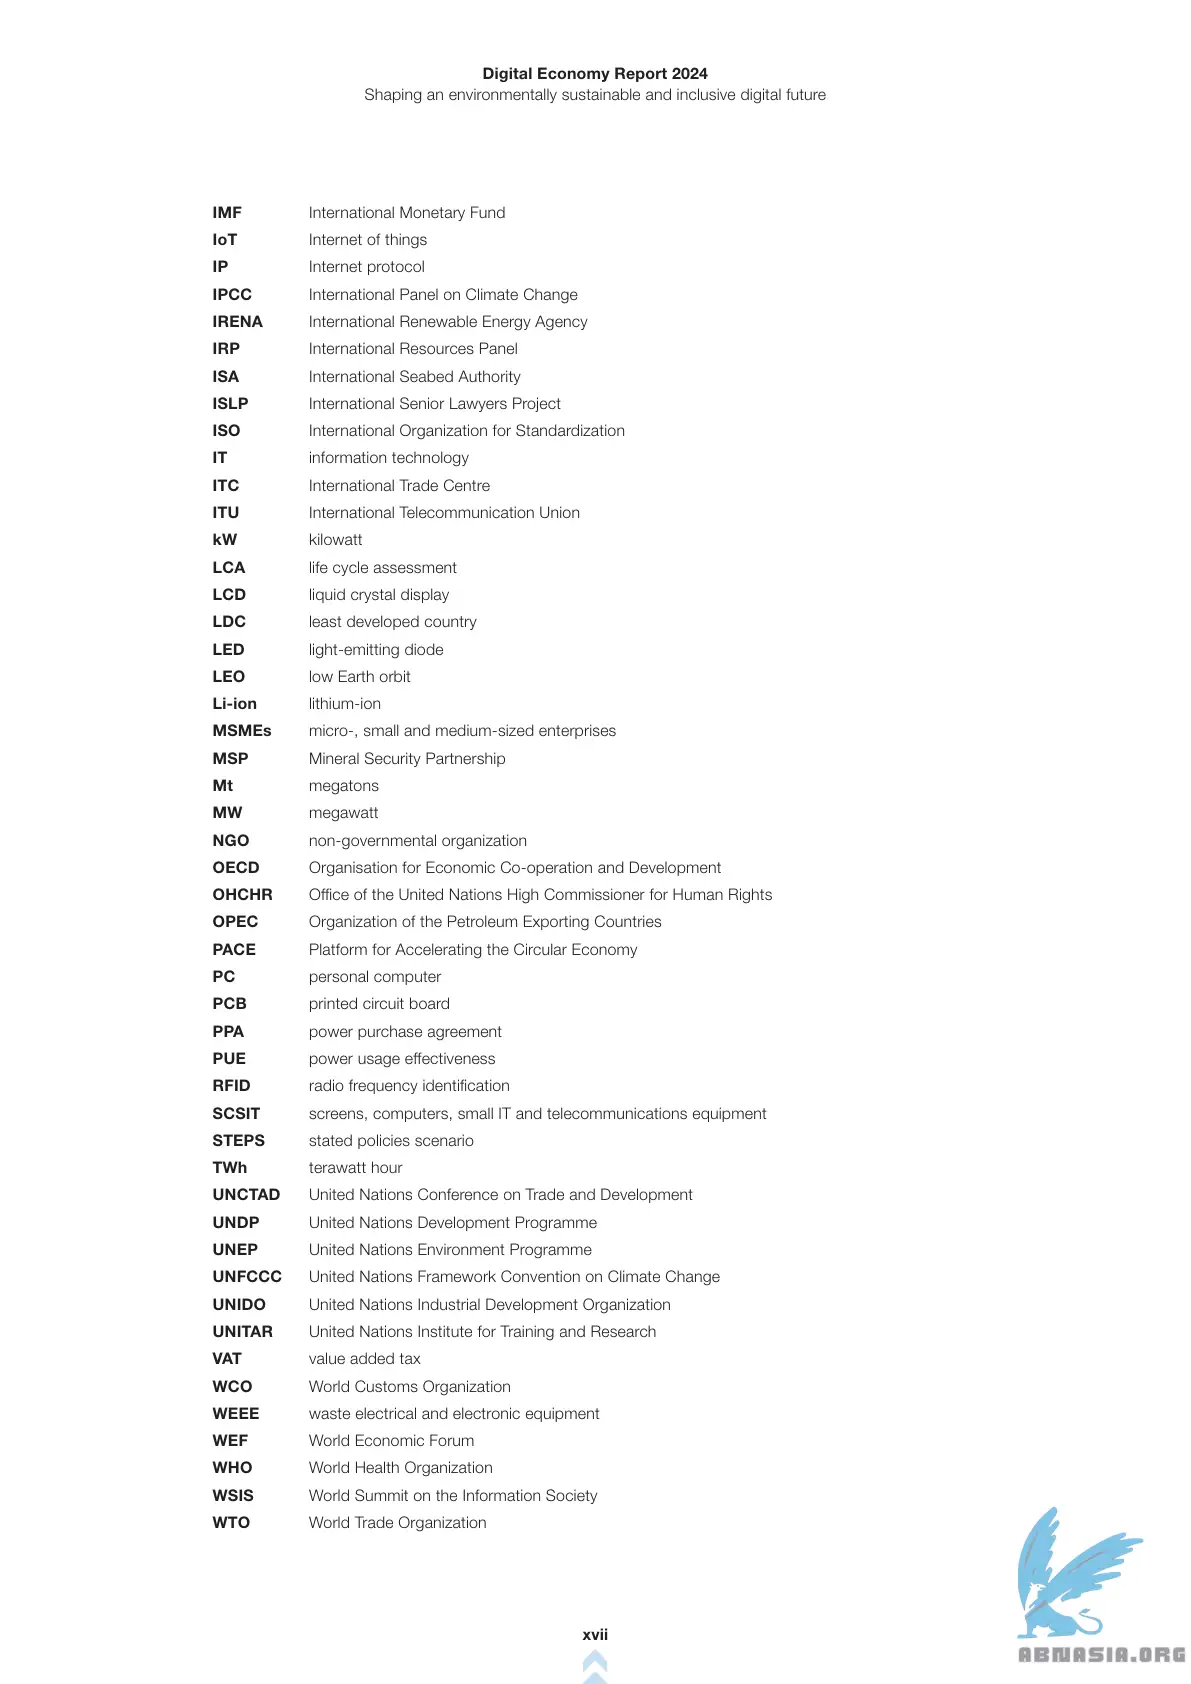 Digital Economy Report 2024
Shaping an environmentally sustainable and inclusive digital future
IMF International Monetary Fund
IoT Internet of things
IP Internet protocol
IPCC International Panel on Climate Change
IRENA International Renewable Energy Agency
IRP International Resources Panel
ISA International Seabed Authority
ISLP International Senior Lawyers Project
ISO International Organization for Standardization
IT information technology
ITC International Trade Centre
ITU International Telecommunication Union
kW kilowatt
LCA life cycle assessment
LCD liquid crystal display
LDC least developed country
LED light-emitting diode
LEO low Earth orbit
Li-ion lithium-ion
MSMEs micro-, small and medium-sized enterprises
MSP Mineral Security Partnership
Mt megatons
MW megawatt
NGO non-governmental organization
OECD Organisation for Economic Co-operation and Development
OHCHR Office of the United Nations High Commissioner for Human Rights
OPEC Organization of the Petroleum Exporting Countries
PACE Platform for Accelerating the Circular Economy
PC personal computer
PCB printed circuit board
PPA power purchase agreement
PUE power usage effectiveness
RFID radio frequency identification
SCSIT screens, computers, small IT and telecommunications equipment
STEPS stated policies scenario
TWh terawatt hour
UNCTAD United Nations Conference on Trade and Development
UNDP United Nations Development Programme
UNEP United Nations Environment Programme
UNFCCC United Nations Framework Convention on Climate Change
UNIDO United Nations Industrial Development Organization
UNITAR United Nations Institute for Training and Research
VAT value added tax
WCO World Customs Organization
WEEE waste electrical and electronic equipment
WEF World Economic Forum
WHO World Health Organization
WSIS World Summit on the Information Society
WTO World Trade Organization
xvii
ABNASIA.ORG